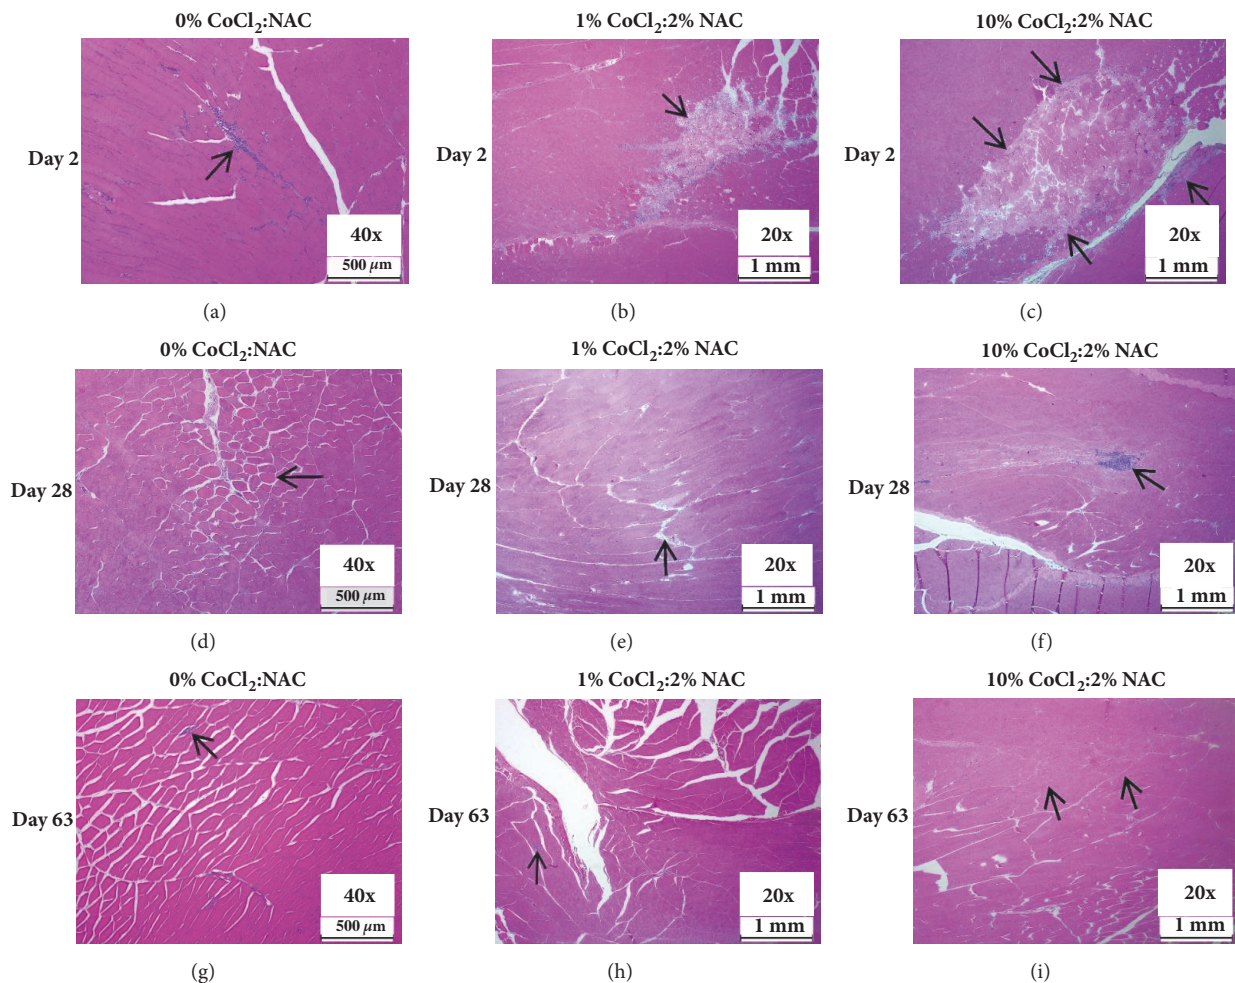 0% CoCl₂:NAC
1% CoCl₂:2% NAC
10% CoCl₂:2% NAC
Day 2
40x
500 µm
Day 2
20x
1 mm
Day 2
20x
1 mm
(a)
(b)
(c)
0% CoCl₂:NAC
1% CoCl₂:2% NAC
10% CoCl₂:2% NAC
Day 28
40x
500 µm
Day 28
20x
1 mm
Day 28
20x
1 mm
(d)
(e)
(f)
0% CoCl₂:NAC
1% CoCl₂:2% NAC
10% CoCl₂:2% NAC
Day 63
40x
500 µm
Day 63
20x
1 mm
Day 63
20x
1 mm
(g)
(h)
(i)